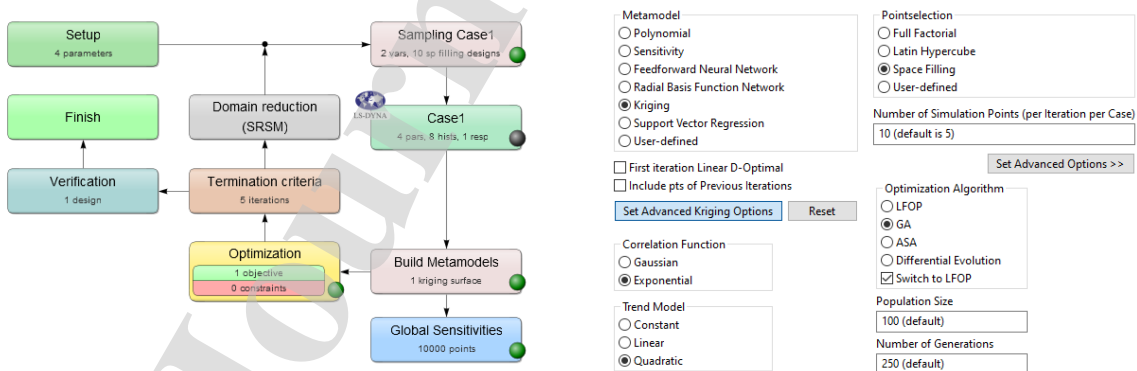 Setup
4 parameters
Sampling Case1
2 vars, 10 sp filling designs
Finish
Domain reduction
(SRSM)
LS-DYNA
Case1
4 pars, 8 hists, 1 resp
Verification
1 design
Termination criteria
5 iterations
Optimization
1 objective
0 constraints
Build Metamodels
1 kriging surface
Global Sensitivities
10000 points
Metamodel
Polynomial
Sensitivity
Feedforward Neural Network
Radial Basis Function Network
Kriging
Support Vector Regression
User-defined
First iteration Linear D-Optimal
Include pts of Previous Iterations
Set Advanced Kriging Options
Reset
Correlation Function
Gaussian
Exponential
Trend Model
Constant
Linear
Quadratic
Pointselection
Full Factorial
Latin Hypercube
Space Filling
User-defined
Number of Simulation Points (per Iteration per Case)
10 (default is 5)
Set Advanced Options >>
Optimization Algorithm
LFOP
GA
ASA
Differential Evolution
Switch to LFOP
Population Size
100 (default)
Number of Generations
250 (default)